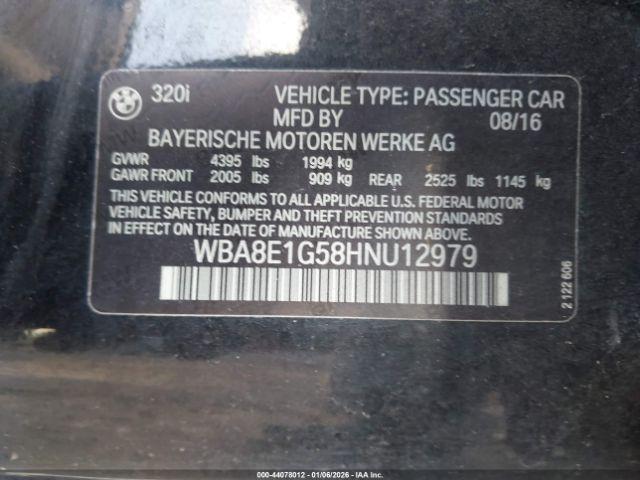 320i VEHICLE TYPE: PASSENGER CAR
MFD BY 08/16
BAYERISCHE MOTOREN WERKE AG
GVWR 4395 lbs 1994 kg
GAWR FRONT 2005 lbs 909 kg REAR 2525 lbs 1145 kg
THIS VEHICLE CONFORMS TO ALL APPLICABLE U.S. FEDERAL MOTOR
VEHICLE SAFETY, BUMPER AND THEFT PREVENTION STANDARDS
IN EFFECT ON THE DATE OF MANUFACTURE SHOWN ABOVE.
WBA8E1G58HNU12979
2 122 606
000-44078012 - 01/06/2026 - IAAI.COM